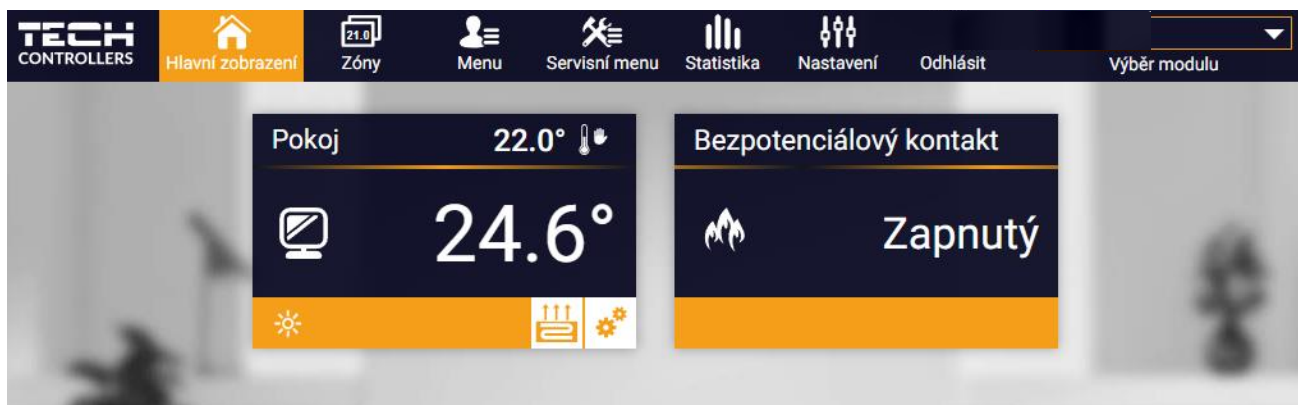 TECH
CONTROLLERS
Hlavní zobrazení
21.0
Zóny
Menu
Servisní menu
Statistika
Nastavení
Odhlásit
Výběr modulu
Pokoj 22.0°
24.6°
Bezpotenciálový kontakt
Zapnutý